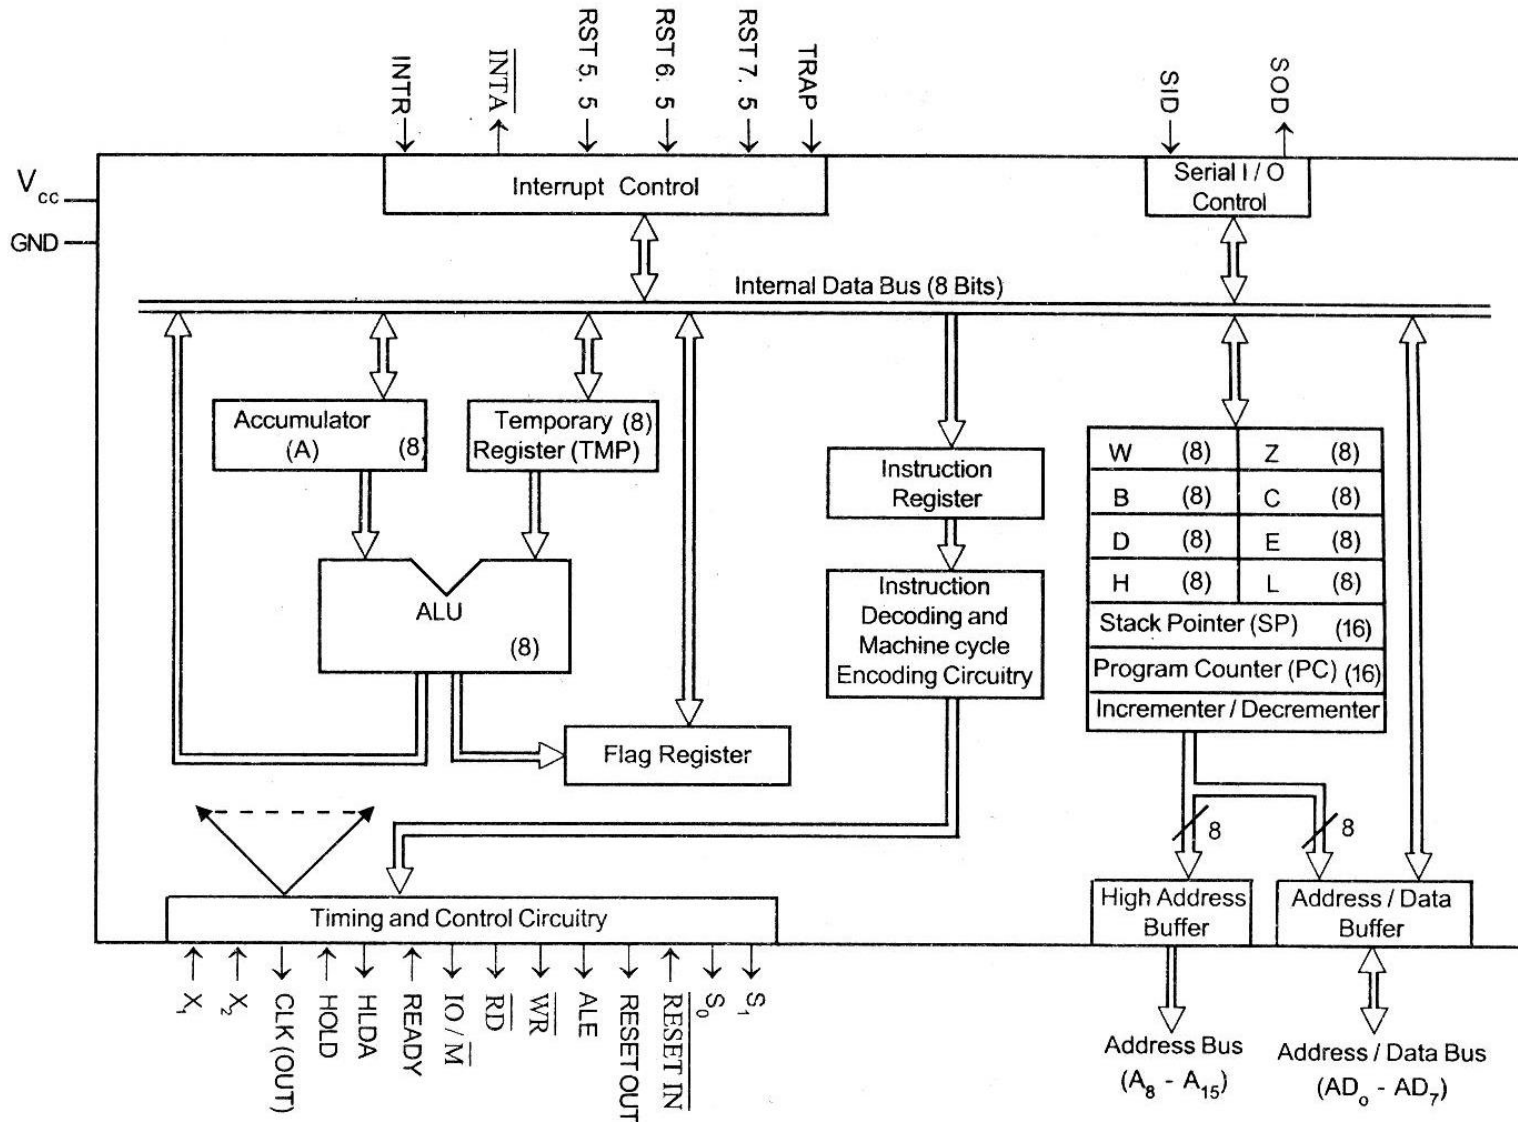 INTR
INTA
RST 5. 5
RST 6. 5
RST 7. 5
TRAP
SID
SOD
Vcc
GND
Interrupt Control
Serial I / O
Control
Internal Data Bus (8 Bits)
Accumulator
(A) (8)
Temporary (8)
Register (TMP)
Instruction
Register
W (8) Z (8)
B (8) C (8)
D (8) E (8)
H (8) L (8)
Stack Pointer (SP) (16)
Program Counter (PC) (16)
Incrementer / Decrementer
ALU
(8)
Instruction
Decoding and
Machine cycle
Encoding Circuitry
Flag Register
8
8
Timing and Control Circuitry
High Address
Buffer
Address / Data
Buffer
X1
X2
CLK (OUT)
HOLD
HLDA
READY
IO / M
RD
WR
ALE
RESET OUT
RESET IN
S0
S1
Address Bus
(A8 - A15)
Address / Data Bus
(ADo - AD7)